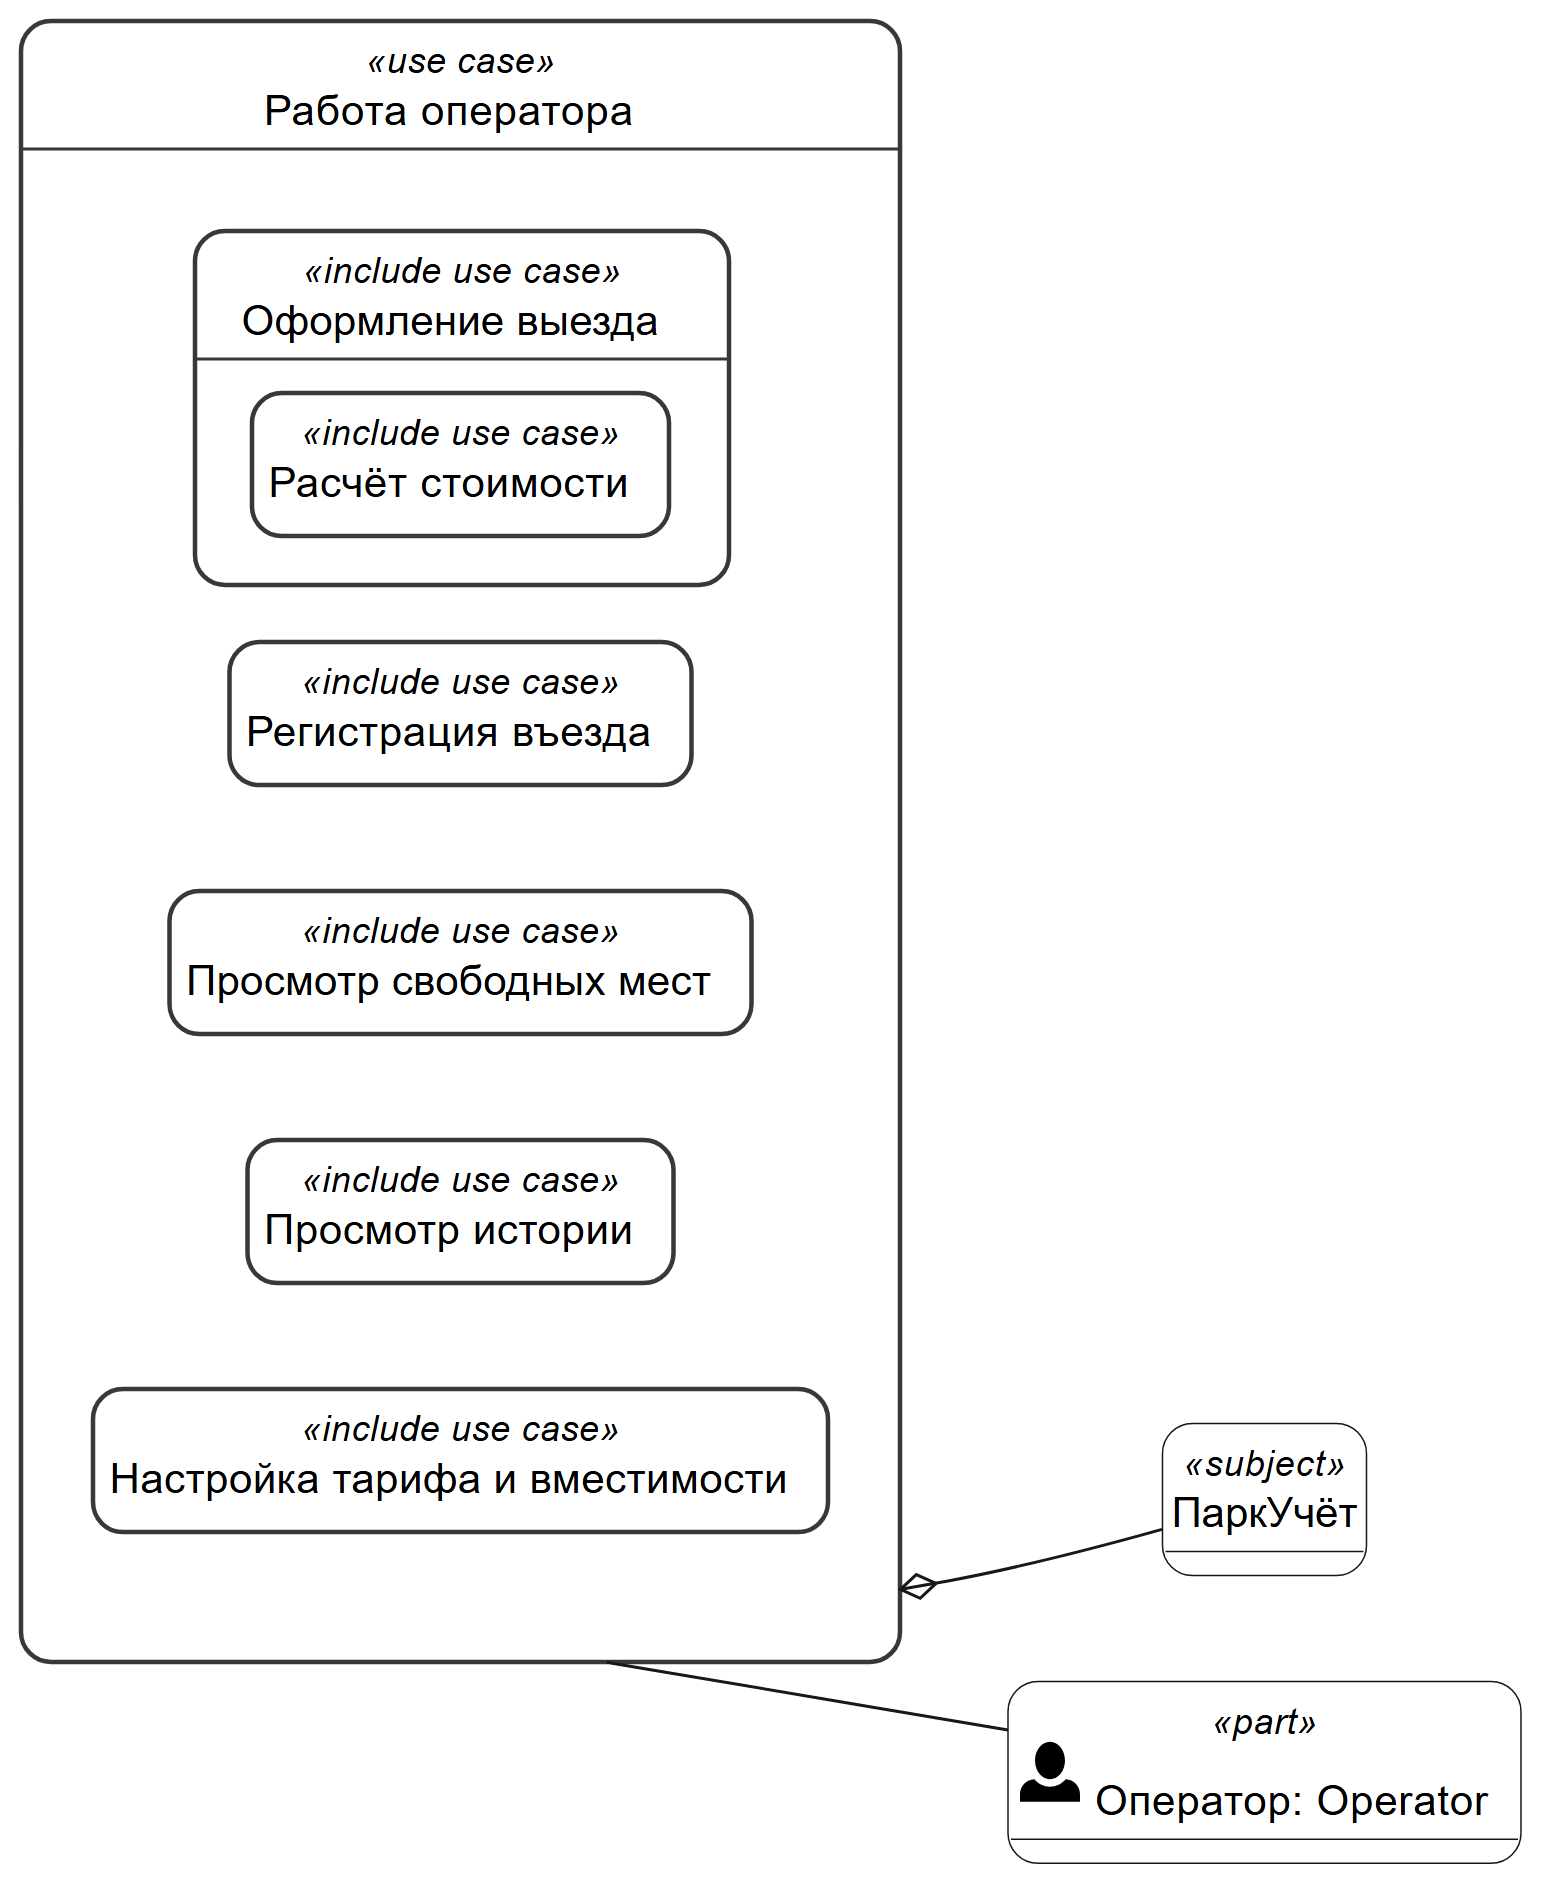 «use case»
Работа оператора
«include use case»
Оформление выезда
«include use case»
Расчёт стоимости
«include use case»
Регистрация въезда
«include use case»
Просмотр свободных мест
«include use case»
Просмотр истории
«include use case»
Настройка тарифа и вместимости
«subject»
ПаркУчёт
«part»
Оператор: Operator